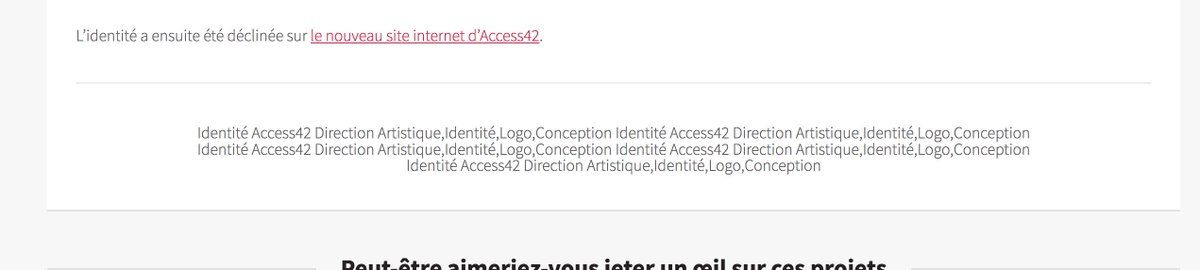 L’identité a ensuite été déclinée sur le nouveau site internet d’Access42.
Identité Access42 Direction Artistique,Identité,Logo,Conception Identité Access42 Direction Artistique,Identité,Logo,Conception
Identité Access42 Direction Artistique,Identité,Logo,Conception Identité Access42 Direction Artistique,Identité,Logo,Conception
Identité Access42 Direction Artistique,Identité,Logo,Conception
Peut-être aimeriez-vous jeter un œil sur ces projets